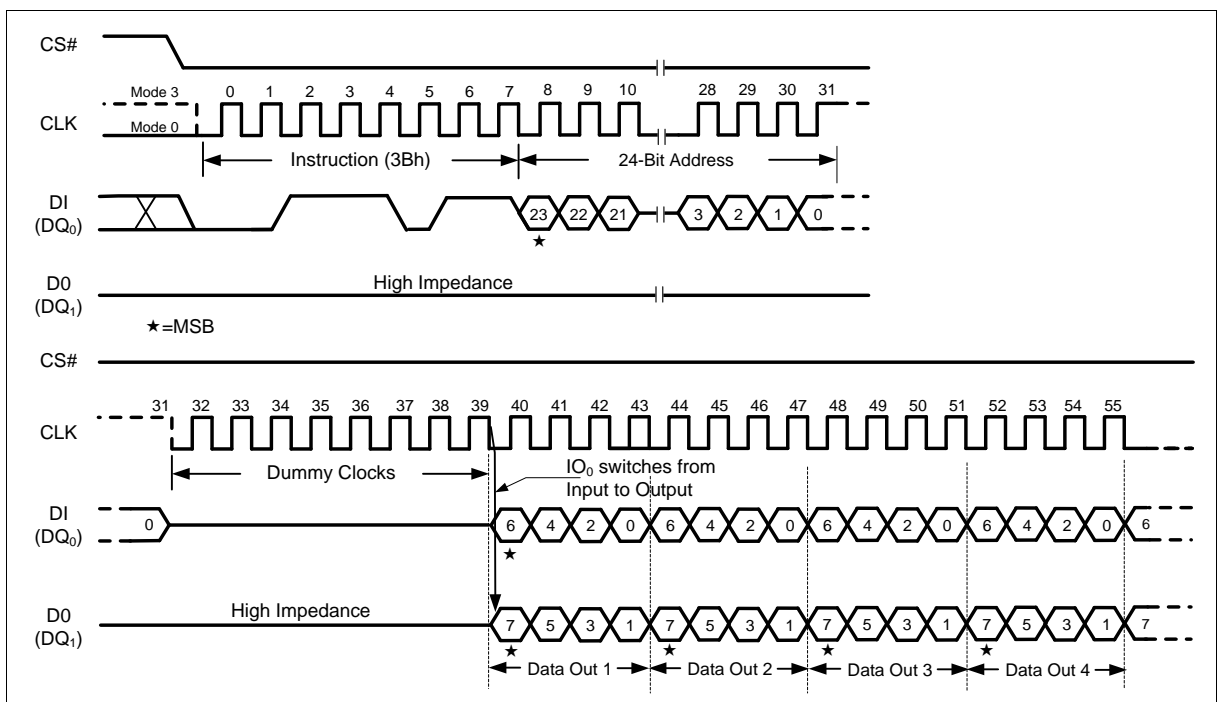 CS#
Mode 3 0 1 2 3 4 5 6 7 8 9 10 28 29 30 31
CLK
Mode 0
Instruction (3Bh) 24-Bit Address
DI
(DQ₀)
23 22 21 3 2 1 0
★
D0
(DQ₁)
High Impedance
★=MSB
CS#
31 32 33 34 35 36 37 38 39 40 41 42 43 44 45 46 47 48 49 50 51 52 53 54 55
CLK
Dummy Clocks
IO₀ switches from
Input to Output
DI
(DQ₀)
0 6 4 2 0 6 4 2 0 6 4 2 0 6 4 2 0 6
★
D0
(DQ₁)
High Impedance
7 5 3 1 7 5 3 1 7 5 3 1 7 5 3 1 7
★ ★ ★ ★
Data Out 1 Data Out 2 Data Out 3 Data Out 4